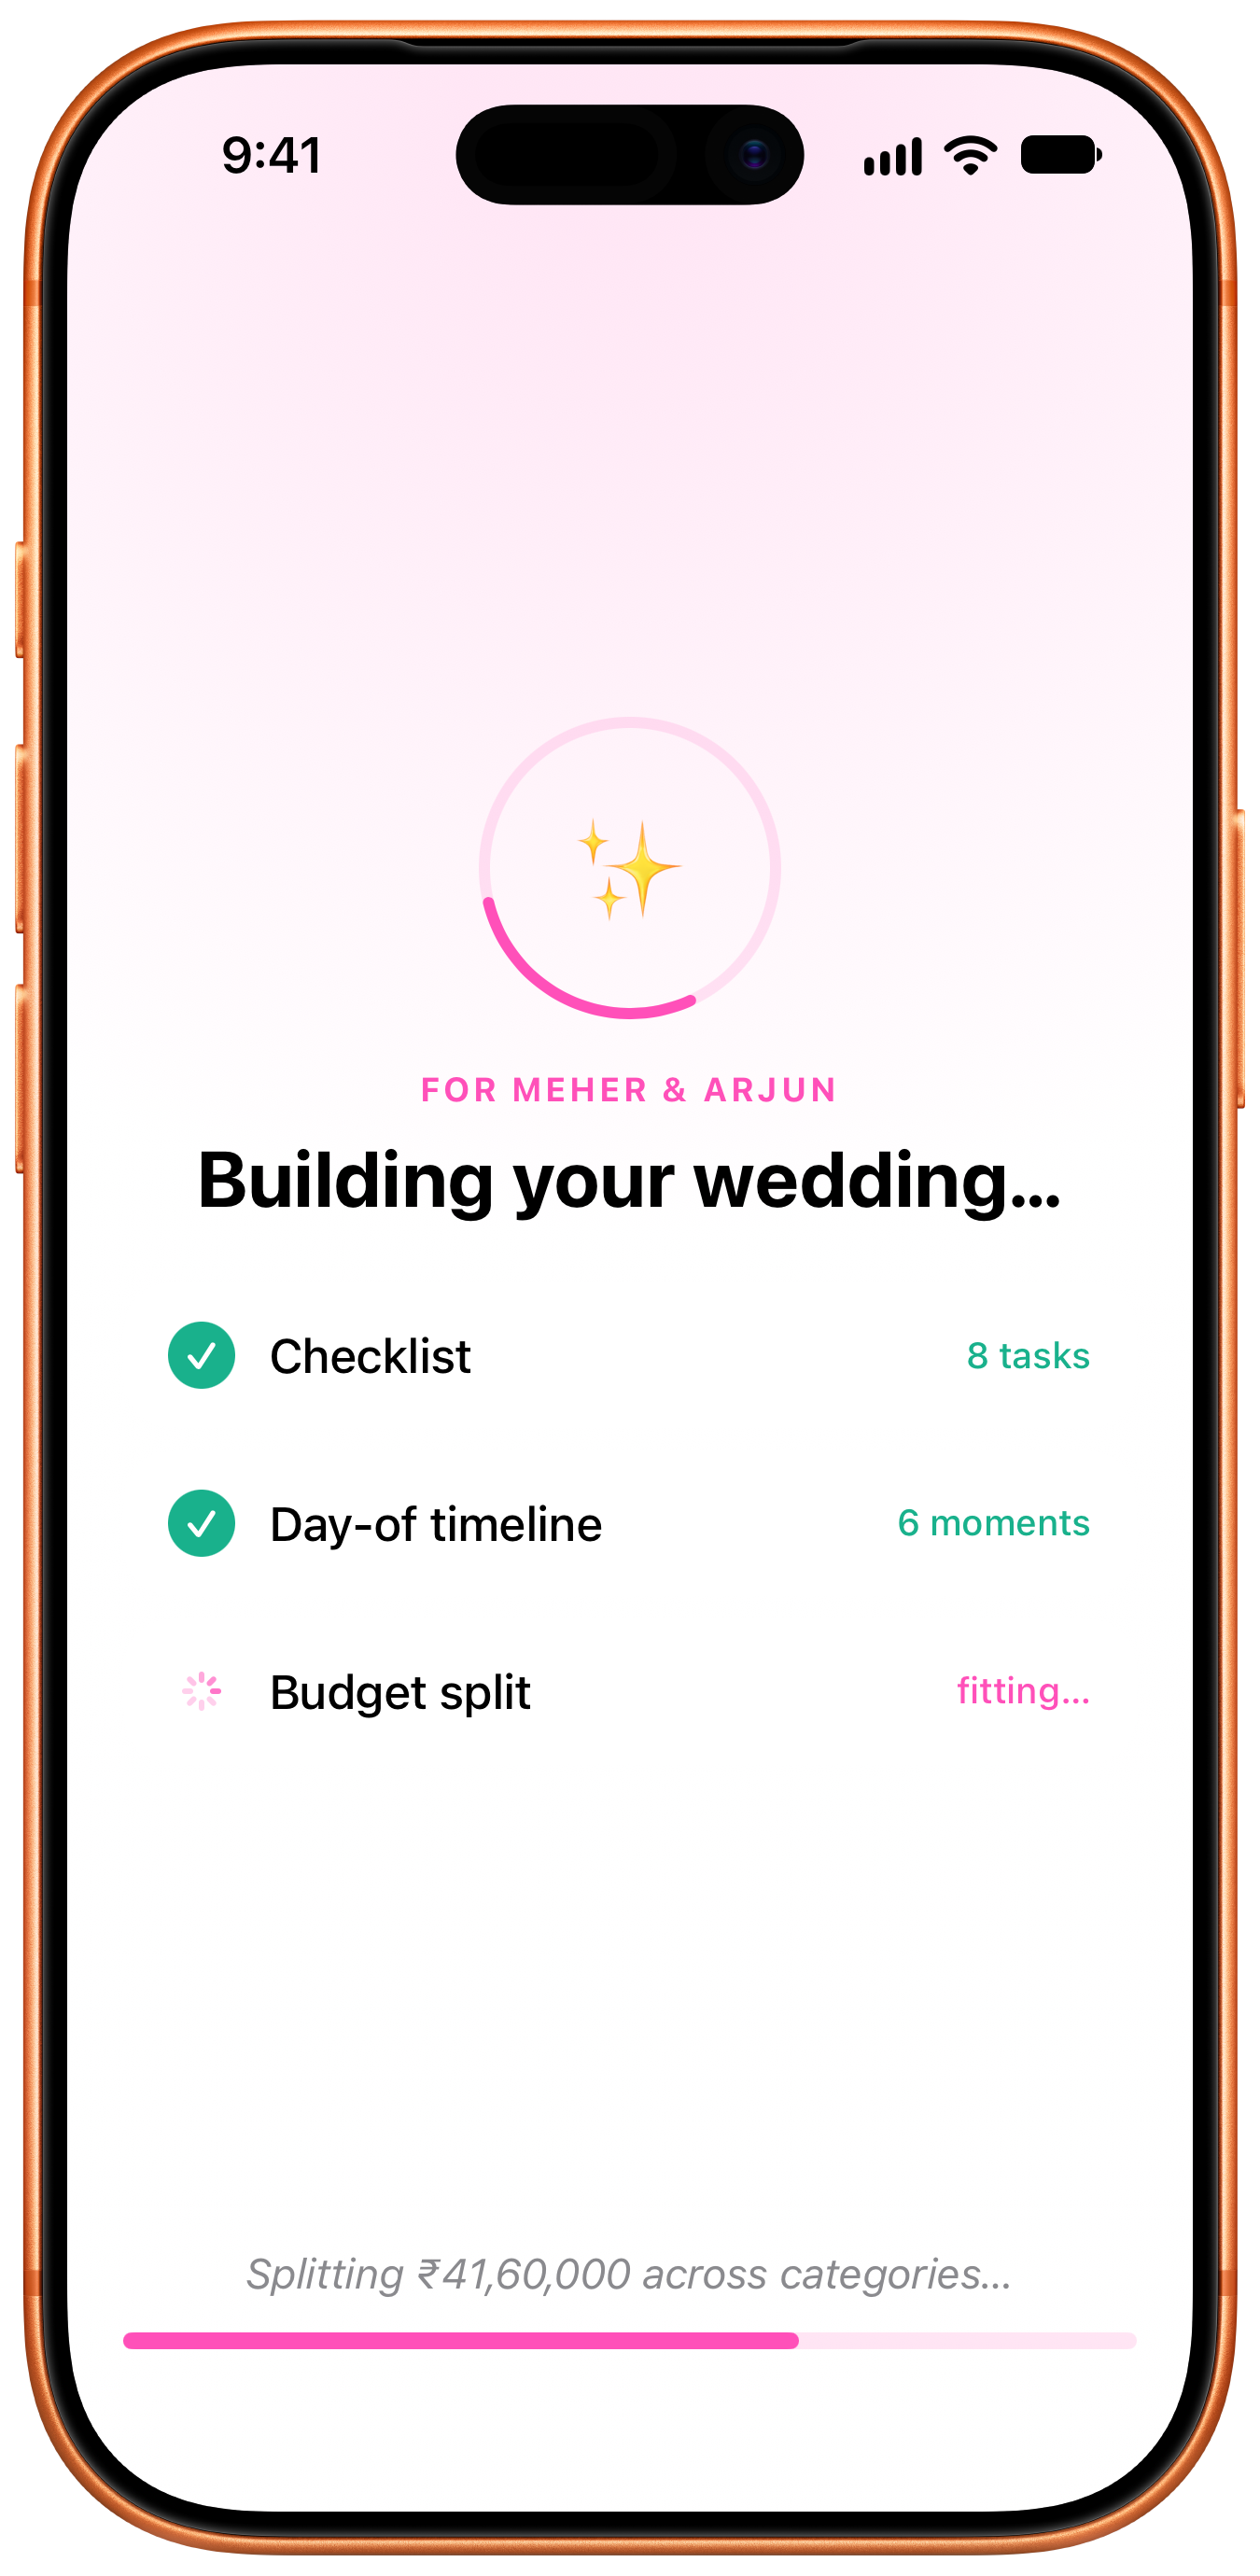 9:41
FOR MEHER & ARJUN
Building your wedding...
Checklist 8 tasks
Day-of timeline 6 moments
Budget split fitting...
Splitting ₹41,60,000 across categories...